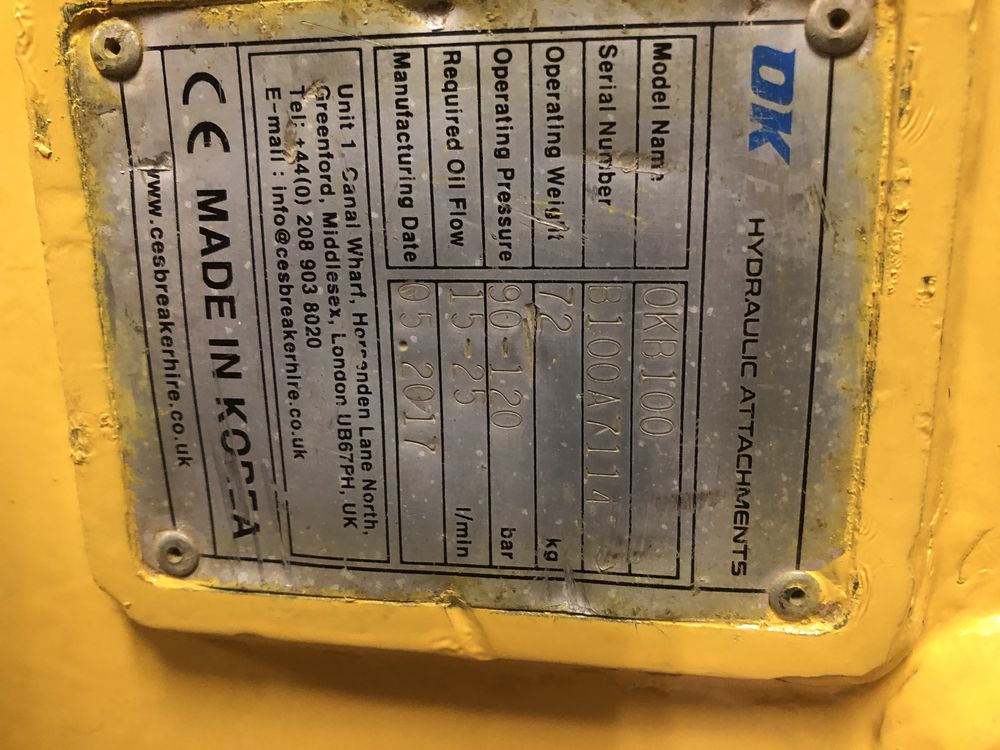 OK HYDRAULIC ATTACHMENTS
Model Name OKB100
Serial Number B100A7114
Operating Weight 72 kg
Operating Pressure 90-120 bar
Required Oil Flow 15-25 l/min
Manufacturing Date 05.2017
Unit 1, Canal Wharf, Horsenden Lane North,
Greenford, Middlesex, London UB67PH, UK
Tel: +44(0) 208 903 8020
E-mail : info@cesbreakerhire.co.uk
CE MADE IN KOREA
www.cesbreakerhire.co.uk